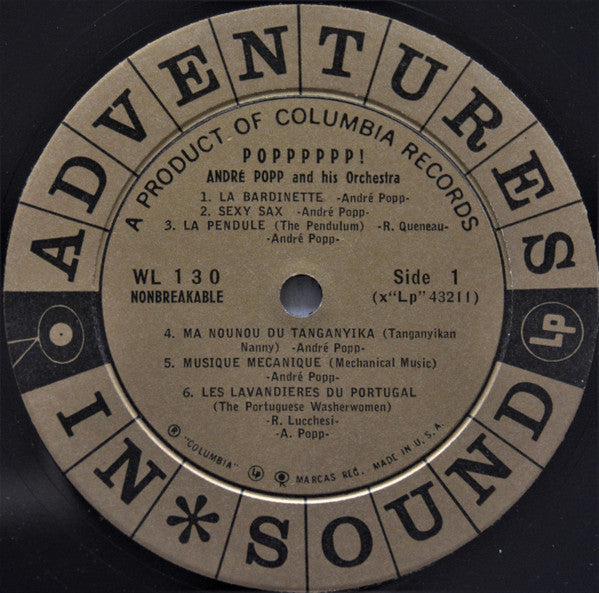 ADVENTURES
IN * SOUND
Lp
A PRODUCT OF COLUMBIA RECORDS
POPPPPPP!
ANDRÉ POPP and his Orchestra
1. LA BARDINETTE -André Popp-
2. SEXY SAX -André Popp-
3. LA PENDULE (The Pendulum) -R. Queneau-
-André Popp-
WL 130
NONBREAKABLE
Side 1
(x"Lp" 43211)
4. MA NOUNOU DU TANGANYIKA (Tanganyikan
Nanny) -André Popp-
5. MUSIQUE MECANIQUE (Mechanical Music)
-André Popp-
6. LES LAVANDIERES DU PORTUGAL
(The Portuguese Washerwomen)
-R. Lucchesi-
-A. Popp-
® "COLUMBIA" Lp MARCAS REG. MADE IN U. S. A.